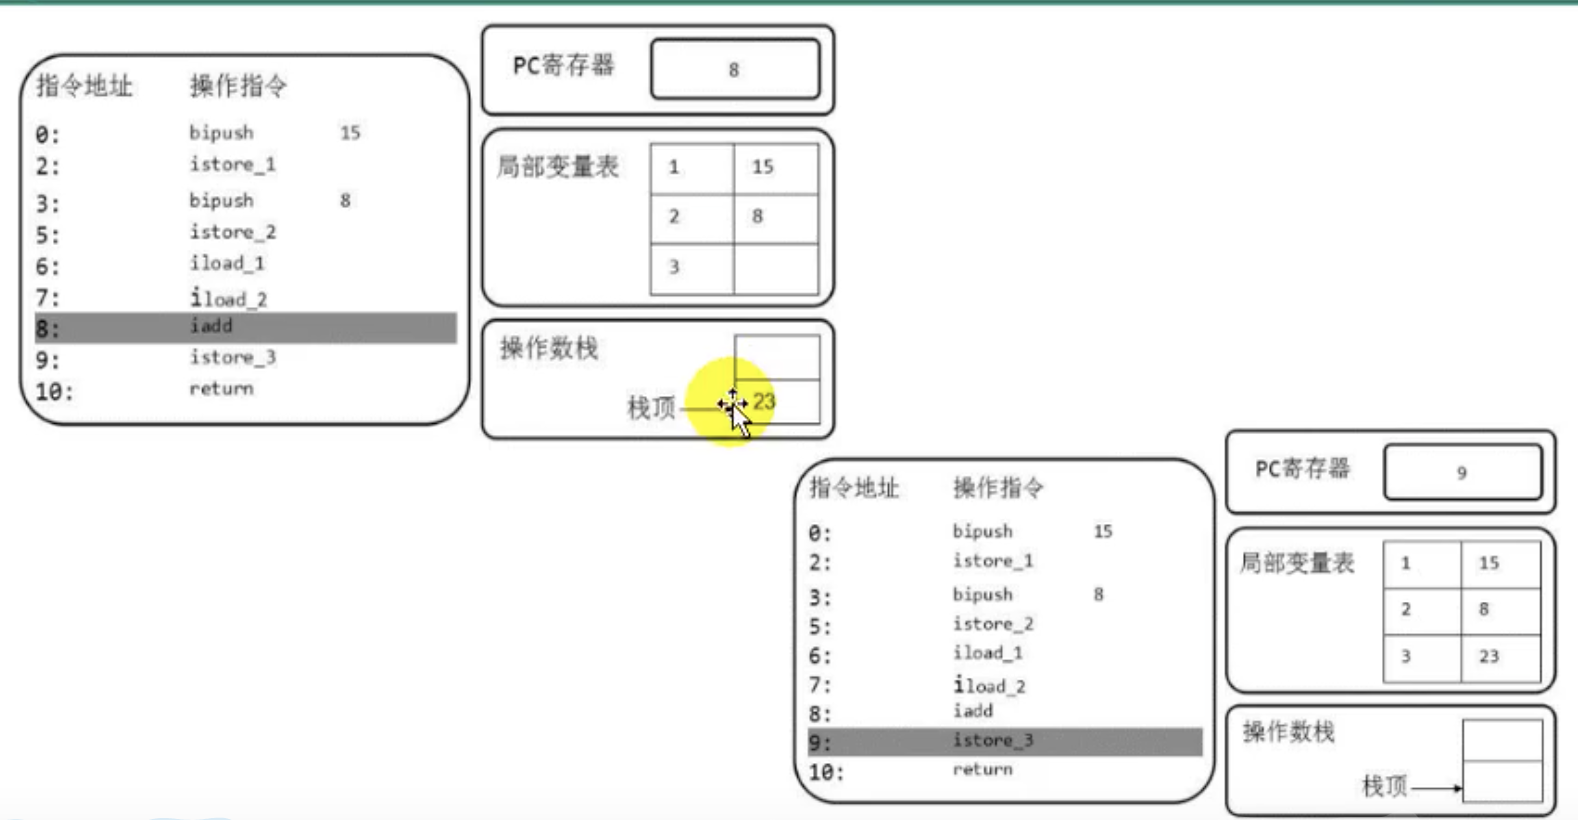 指令地址 操作指令
0: bipush 15
2: istore_1
3: bipush 8
5: istore_2
6: iload_1
7: iload_2
8: iadd
9: istore_3
10: return
PC寄存器 8
局部变量表 1 15
2 8
3
操作数栈
栈顶 23
指令地址 操作指令
0: bipush 15
2: istore_1
3: bipush 8
5: istore_2
6: iload_1
7: iload_2
8: iadd
9: istore_3
10: return
PC寄存器 9
局部变量表 1 15
2 8
3 23
操作数栈
栈顶